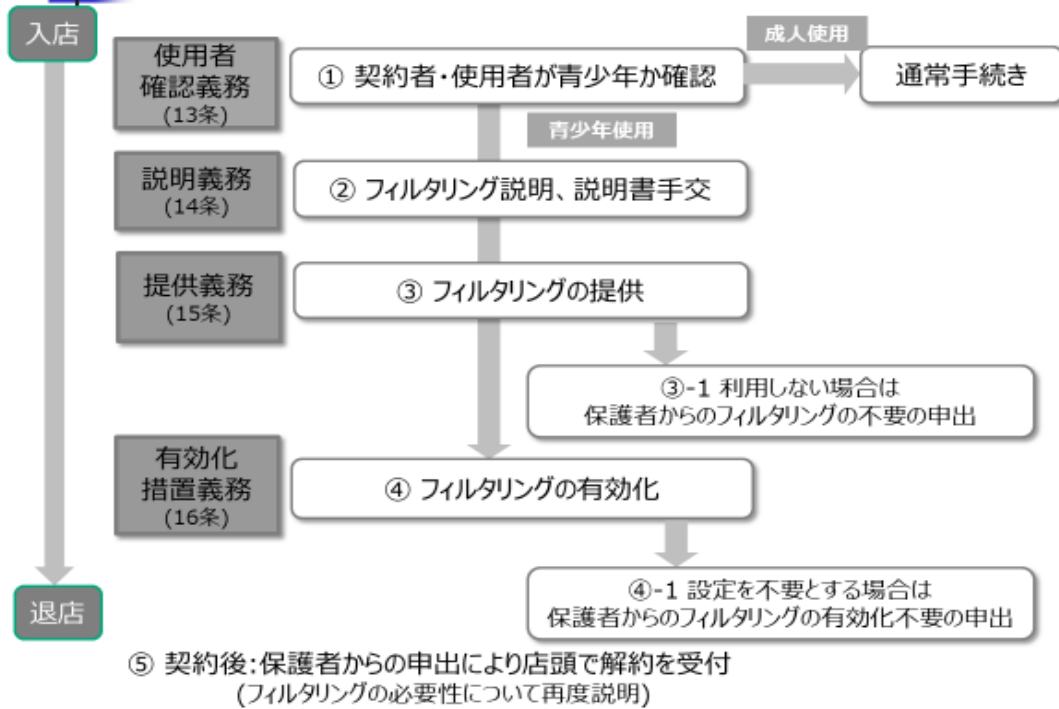 入店
使用者
確認義務
(13条)
① 契約者・使用者が青少年か確認
成人使用
通常手続き
青少年使用
説明義務
(14条)
② フィルタリング説明、説明書手交
提供義務
(15条)
③ フィルタリングの提供
③-1 利用しない場合は
保護者からのフィルタリングの不要の申出
有効化
措置義務
(16条)
④ フィルタリングの有効化
④-1 設定を不要とする場合は
保護者からのフィルタリングの有効化不要の申出
退店
⑤ 契約後:保護者からの申出により店頭で解約を受付
(フィルタリングの必要性について再度説明)